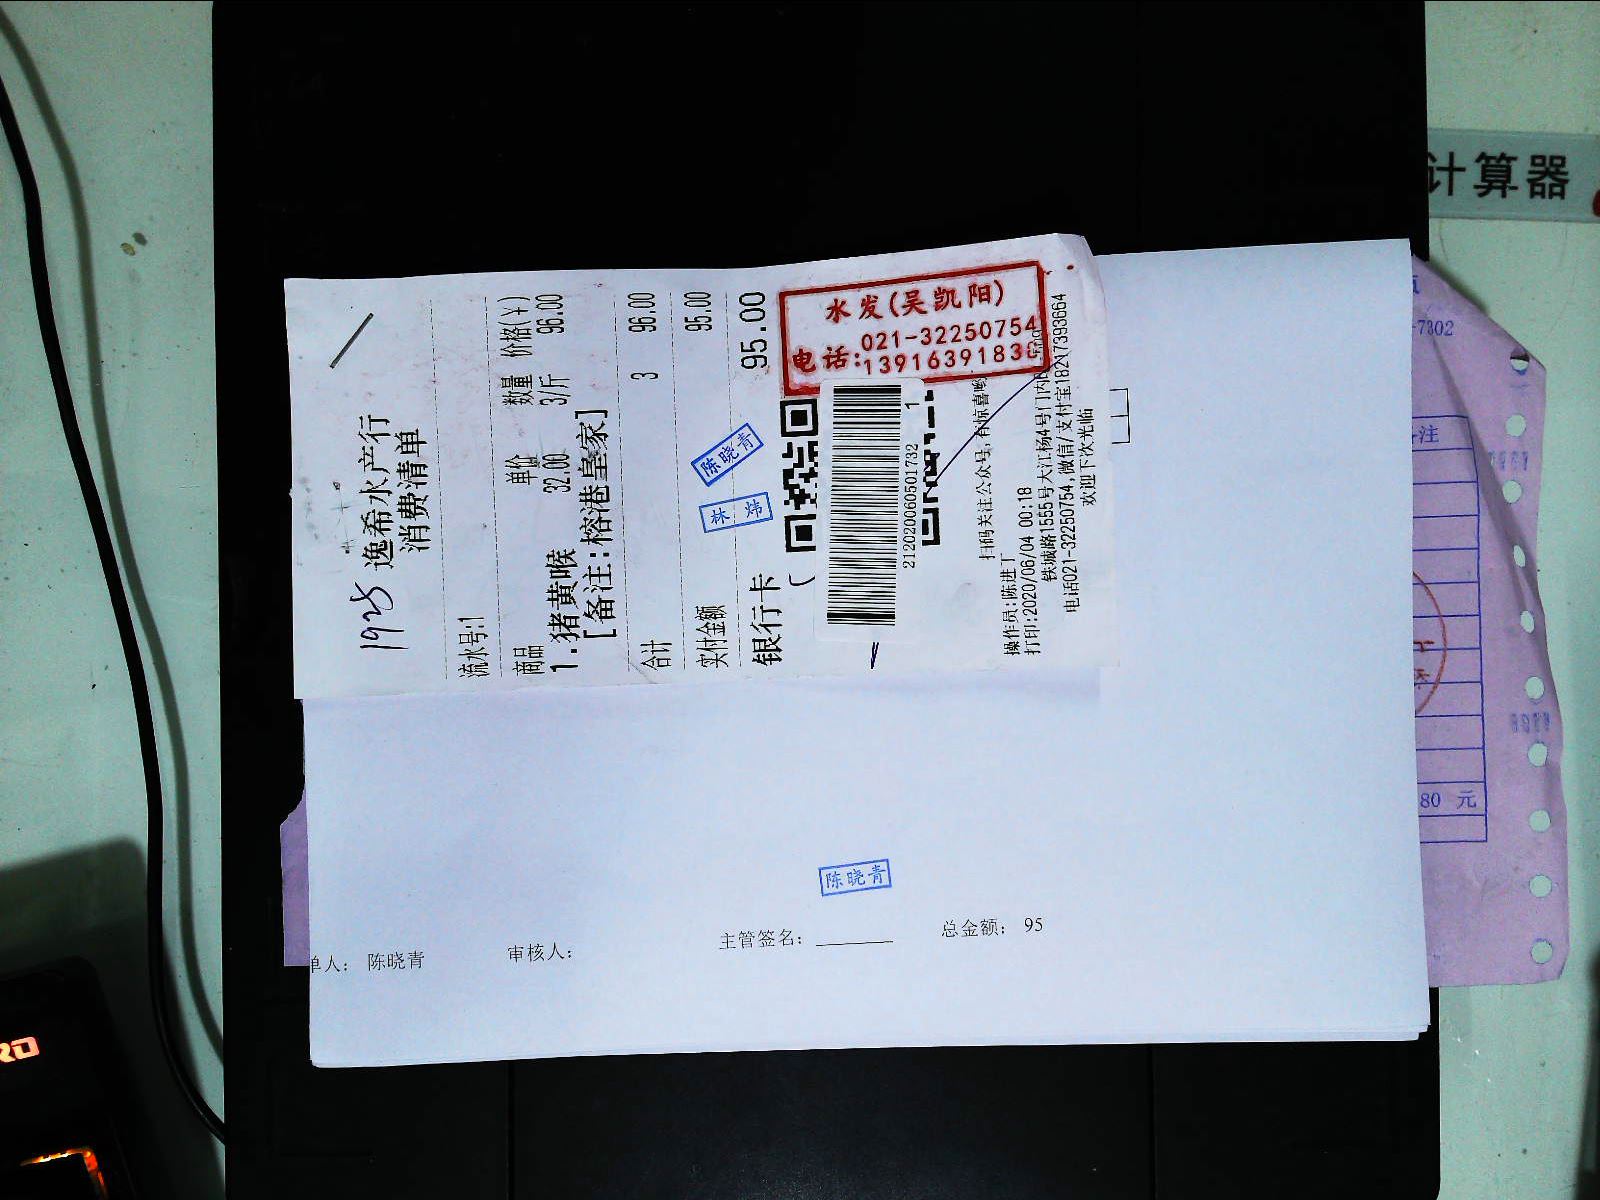 1925
逸希水产行
消费清单
流水号:1
商品 单价 数量 价格(¥)
1.猪黄喉 32.00 3/斤 96.00
[备注:榕港皇家]
合计 3 96.00
实付金额 95.00
银行卡 95.00
陈晓青
林炜
水发(吴凯阳)
电话:021-32250754
1391639183
212020060501732
1
扫码关注公众号,有惊喜哟
操作员:陈进丁
打印:2020/06/04 00:18
铁城路1555号大江杨4号门内
电话021-32250754,微信/支付宝18217393664
欢迎下次光临
陈晓青
单人: 陈晓青 审核人: 主管签名: 总金额: 95
计算器
-7302
注
80 元
RD